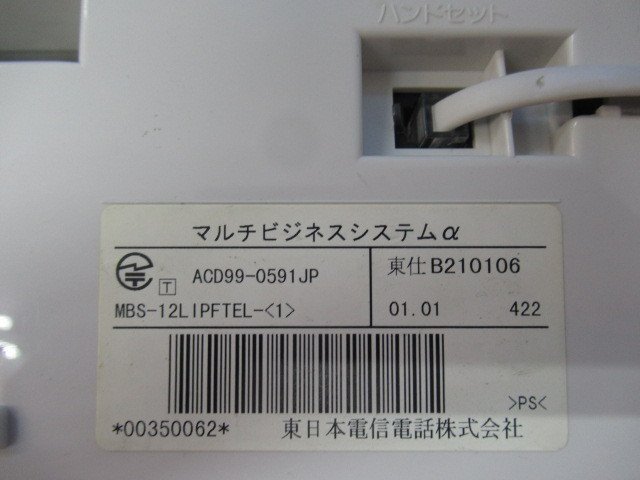 ハンドセット
マルチビジネスシステムα
T ACD99-0591JP
東仕B210106
MBS-12LIPFTEL-<1>
01.01 422
>PS<
*00350062* 東日本電信電話株式会社